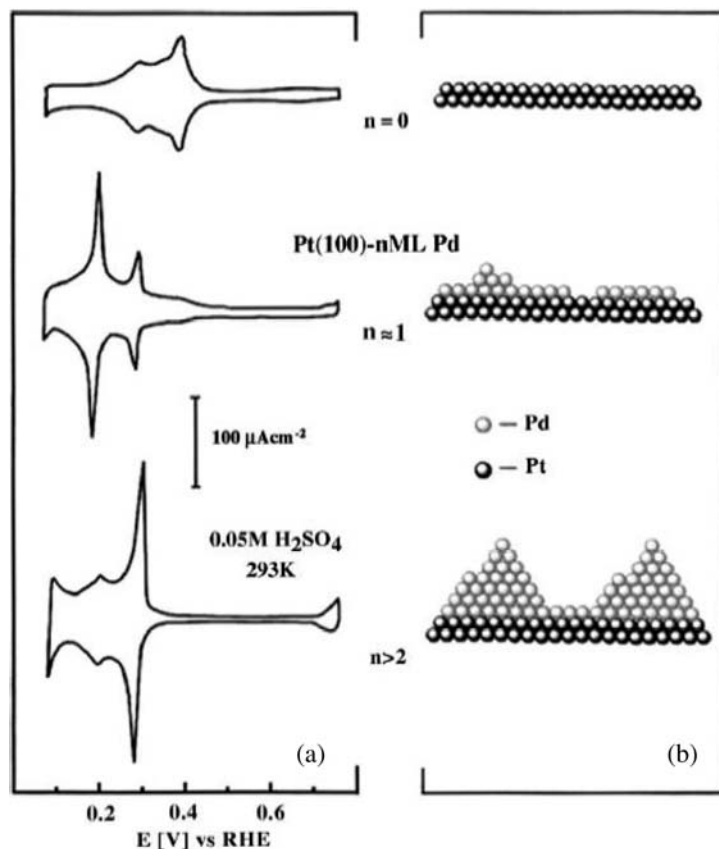 n = 0
Pt(100)-nML Pd
n ≈ 1
100 µAcm⁻²
— Pd
— Pt
0.05M H₂SO₄
293K
n>2
(a)
(b)
0.2 0.4 0.6
E [V] vs RHE